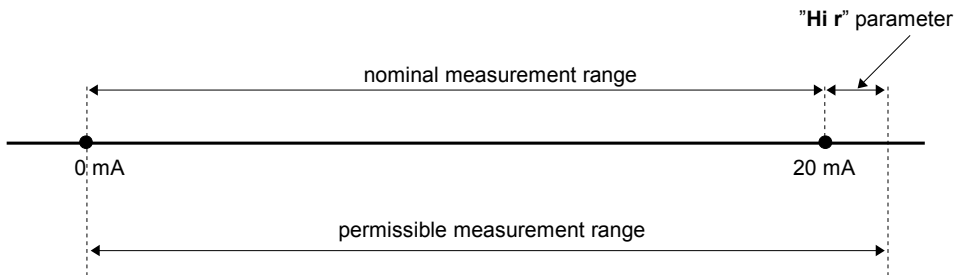 ”Hi r” parameter
nominal measurement range
0 mA
20 mA
permissible measurement range